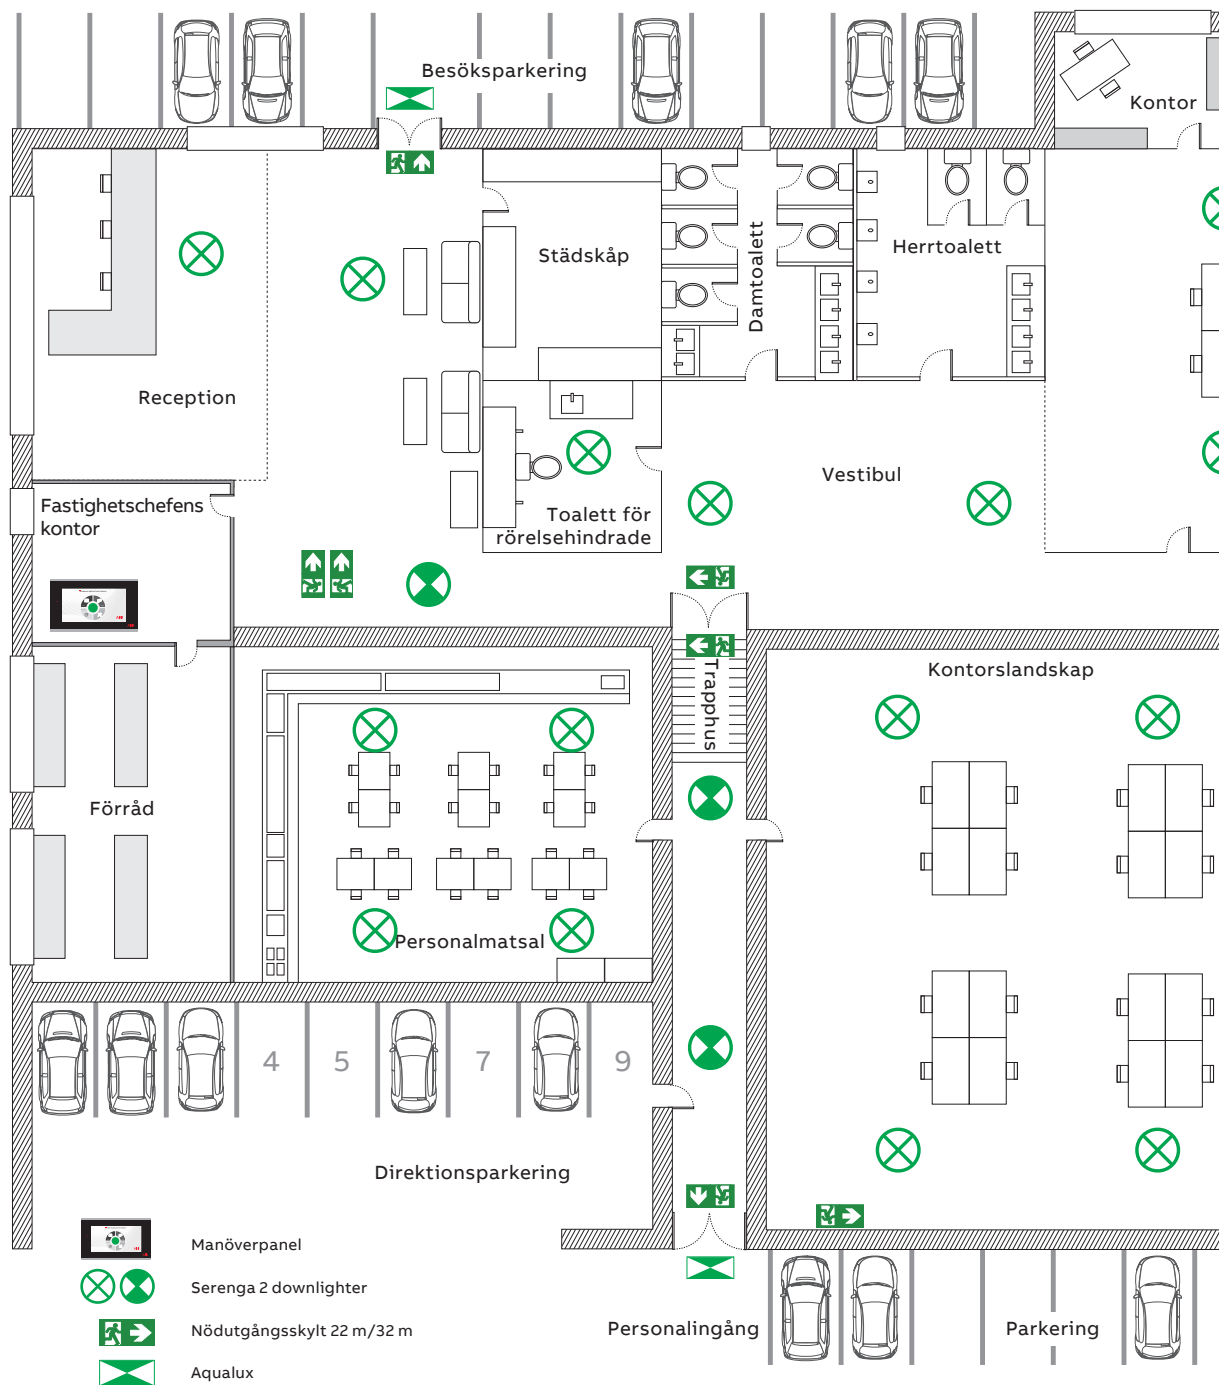 Besöksparkering
Kontor
Städskåp
Damtoalett
Herrtoalett
Reception
Vestibul
Fastighetschefens
kontor
Toalett för
rörelsehindrade
Trapphus
Kontorslandskap
Förråd
Personalmatsal
4
5
7
9
Direktionsparkering
Manöverpanel
Serenga 2 downlighter
Nödutgångsskylt 22 m/32 m
Aqualux
Personalingång
Parkering